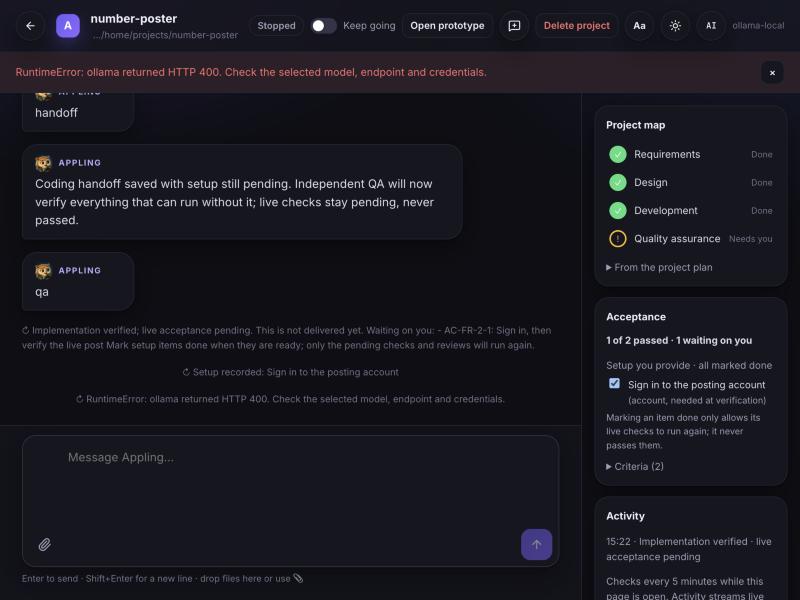 A
number-poster
.../home/projects/number-poster
Stopped
Keep going
Open prototype
Delete project
Aa
AI
ollama-local
RuntimeError: ollama returned HTTP 400. Check the selected model, endpoint and credentials.
×
handoff
APPLING
Coding handoff saved with setup still pending. Independent QA will now
verify everything that can run without it; live checks stay pending, never
passed.
APPLING
qa
↻ Implementation verified; live acceptance pending. This is not delivered yet. Waiting on you: - AC-FR-2-1: Sign in, then
verify the live post Mark setup items done when they are ready; only the pending checks and reviews will run again.
↻ Setup recorded: Sign in to the posting account
↻ RuntimeError: ollama returned HTTP 400. Check the selected model, endpoint and credentials.
Message Appling...
Enter to send · Shift+Enter for a new line · drop files here or use 📎
Project map
Requirements Done
Design Done
Development Done
! Quality assurance Needs you
▶ From the project plan
Acceptance
1 of 2 passed · 1 waiting on you
Setup you provide · all marked done
Sign in to the posting account
(account, needed at verification)
Marking an item done only allows its
live checks to run again; it never
passes them.
▶ Criteria (2)
Activity
15:22 · Implementation verified · live
acceptance pending
Checks every 5 minutes while this
page is open. Activity streams live